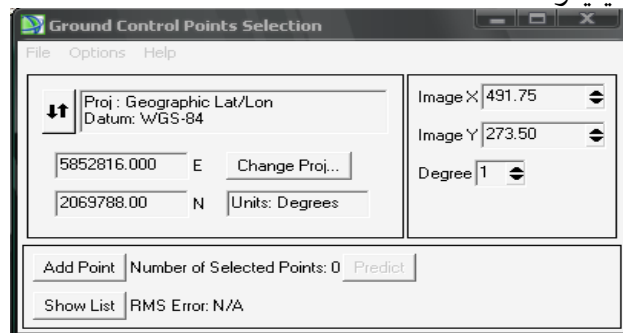 Ground Control Points Selection
File Options Help
Proj : Geographic Lat/Lon
Datum: WGS-84
5852816.000 E Change Proj...
2069788.00 N Units: Degrees
Image X 491.75
Image Y 273.50
Degree 1
Add Point Number of Selected Points: 0 Predict
Show List RMS Error: N/A